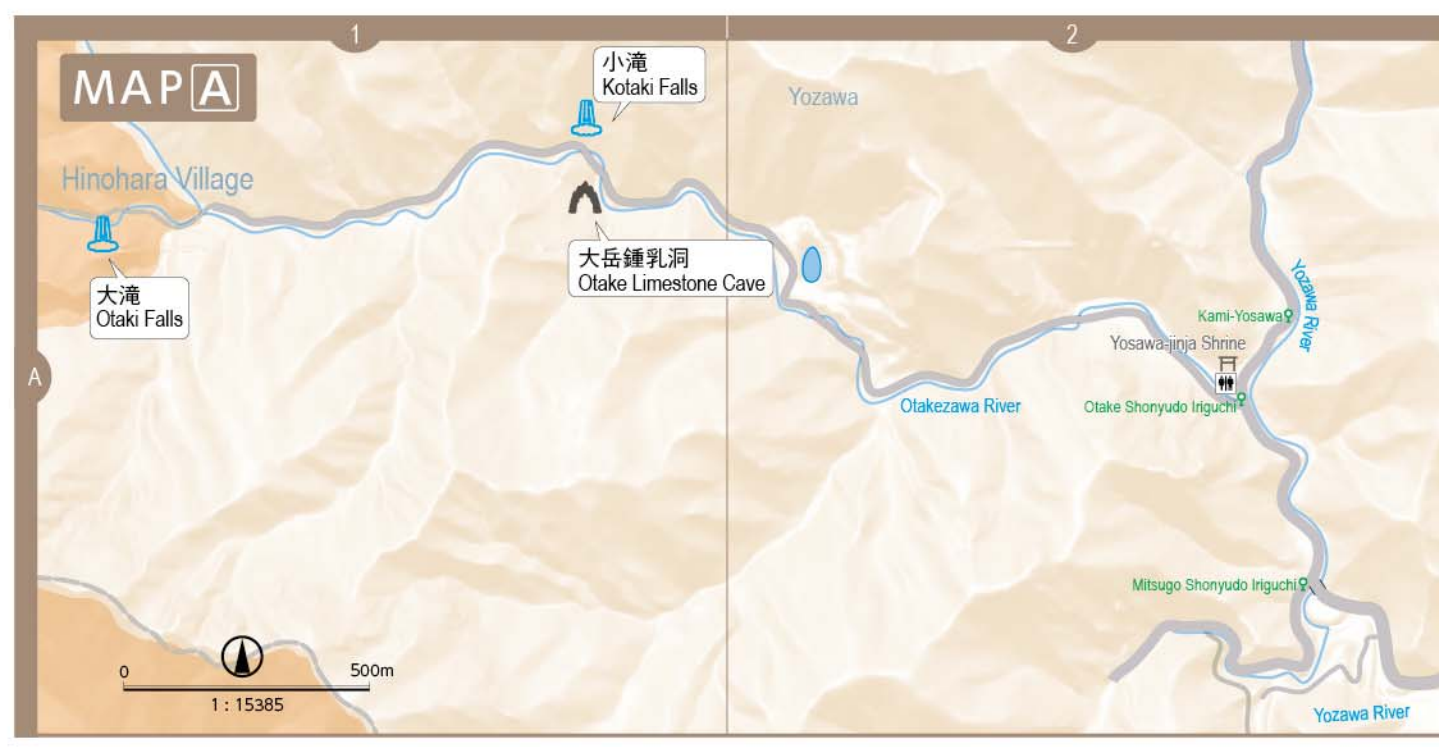 1
2
MAP A
小滝
Kotaki Falls
Yozawa
Hinohara Village
大岳鍾乳洞
Otake Limestone Cave
大滝
Otaki Falls
Yozawa River
Kami-Yosawa
Yosawa-jinja Shrine
A
Otakezawa River
Otake Shonyudo Iriguchi
Mitsugo Shonyudo Iriguchi
0
500m
1 : 15385
Yozawa River